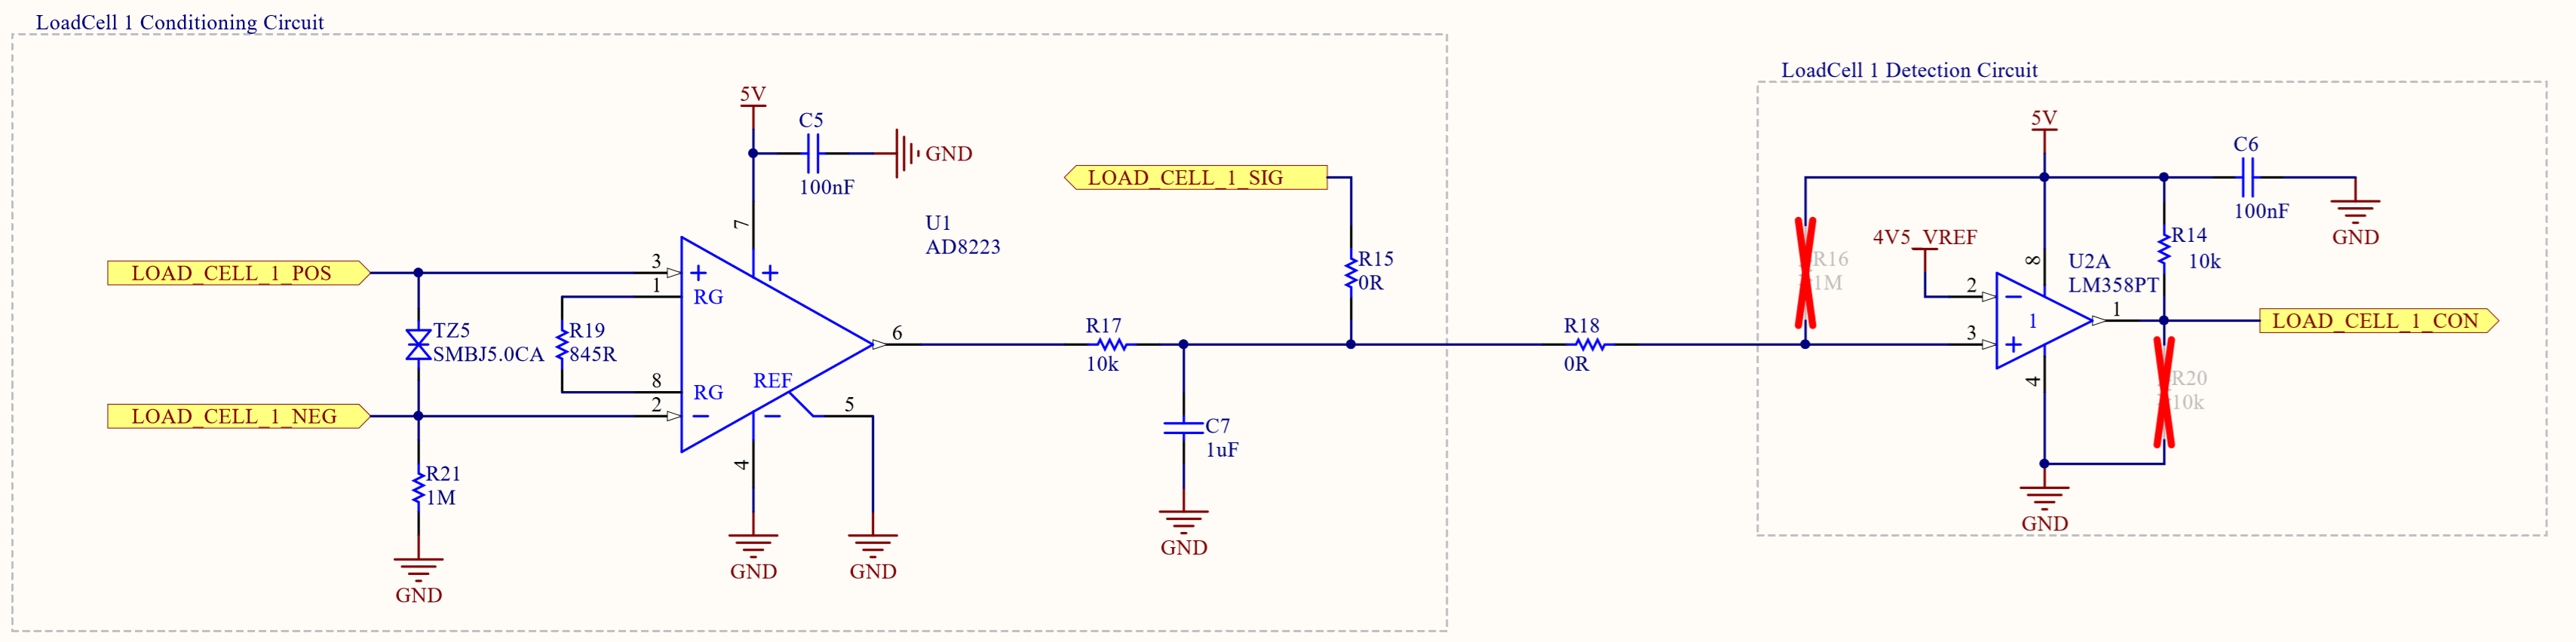 LoadCell 1 Conditioning Circuit
LoadCell 1 Detection Circuit
5V
C5
GND
100nF
7
U1
AD8223
LOAD_CELL_1_POS
3
+
+
1
RG
TZ5
SMBJ5.0CA
R19
845R
6
8
RG
REF
LOAD_CELL_1_NEG
2
−
−
5
4
R21
1M
GND
GND
GND
LOAD_CELL_1_SIG
R15
0R
R17
10k
C7
1uF
GND
R18
0R
5V
C6
100nF
GND
R16
1M
4V5_VREF
8
U2A
LM358PT
R14
10k
2
−
1
1
LOAD_CELL_1_CON
3
+
4
R20
10k
GND